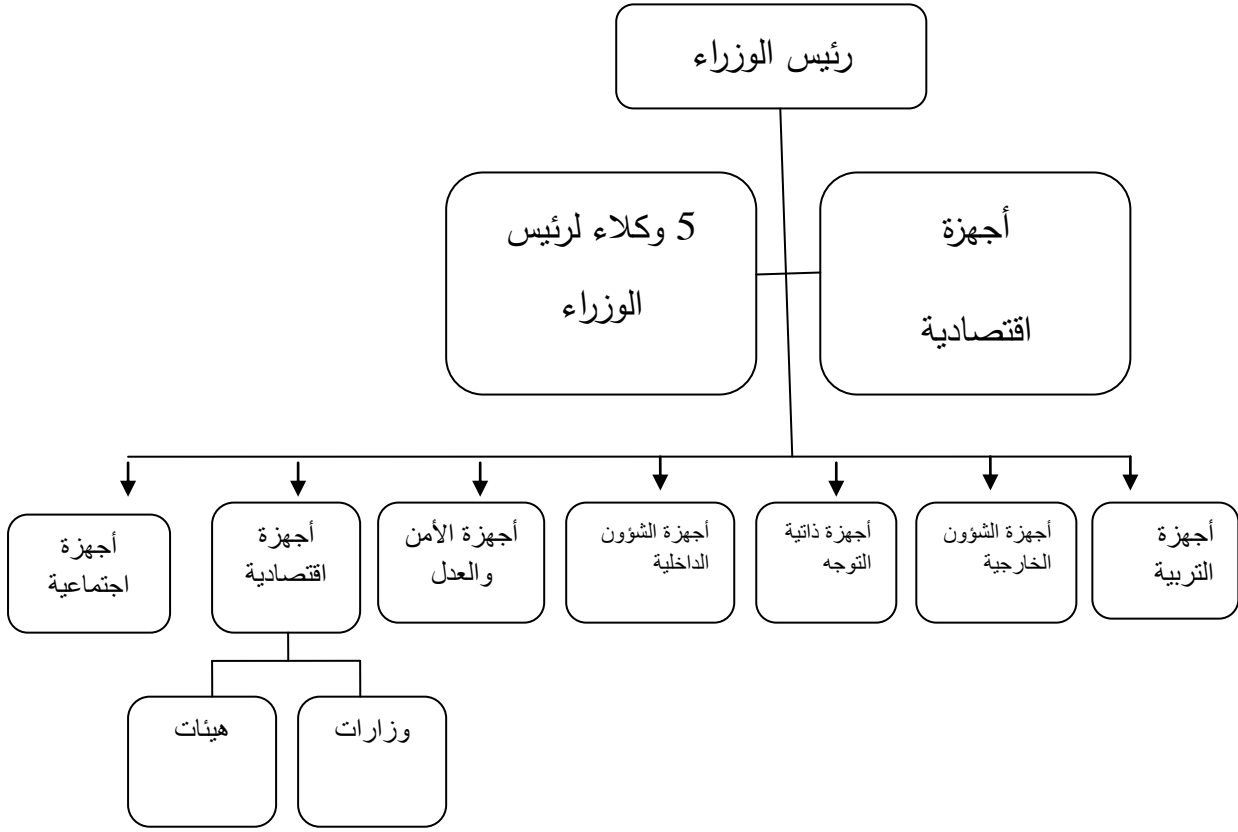 رئيس الوزراء
أجهزة
اقتصادية
5 وكلاء لرئيس
الوزراء
أجهزة
التربية
أجهزة الشؤون
الخارجية
أجهزة ذاتية
التوجه
أجهزة الشؤون
الداخلية
أجهزة الأمن
والعدل
أجهزة
اقتصادية
أجهزة
اجتماعية
وزارات
هيئات